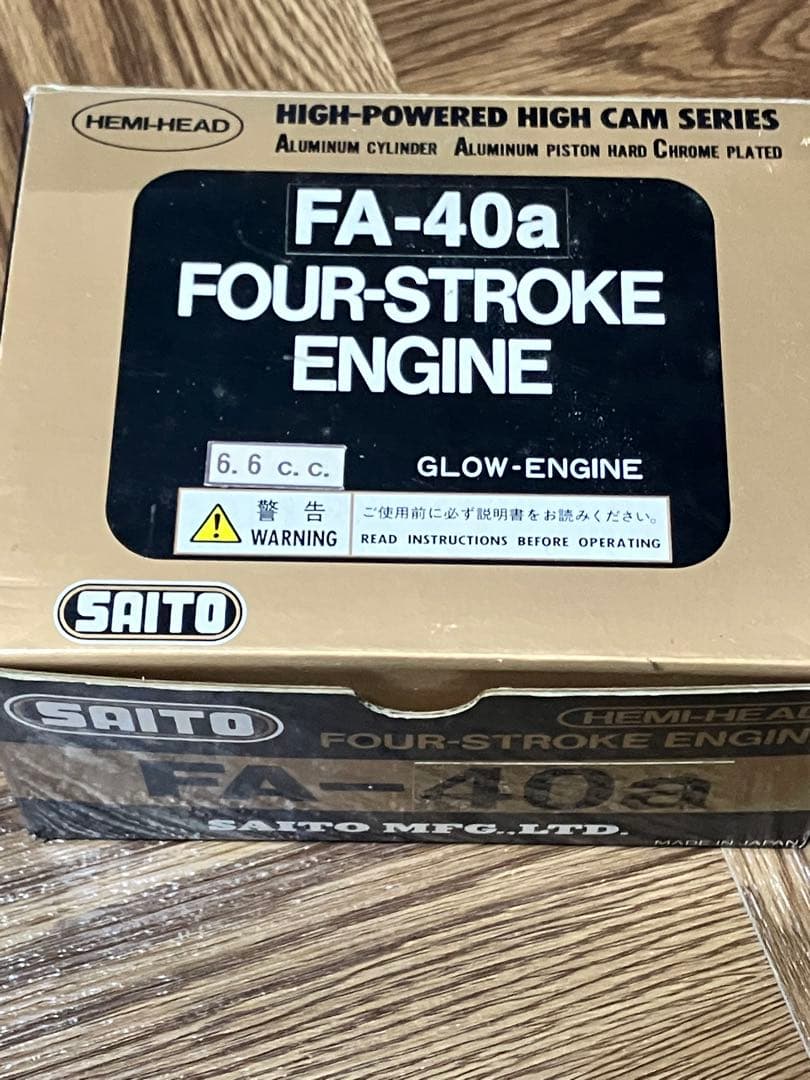 HEMI-HEAD
HIGH-POWERED HIGH CAM SERIES
ALUMINUM CYLINDER ALUMINUM PISTON HARD CHROME PLATED
FA-40a
FOUR-STROKE
ENGINE
6.6 c.c.
GLOW-ENGINE
警告
WARNING
ご使用前に必ず説明書をお読みください。
READ INSTRUCTIONS BEFORE OPERATING
SAITO
SAITO
HEMI-HEA
FOUR-STROKE ENGIN
FA-40a
SAITO MFG.,LTD.
MADE IN JAPAN